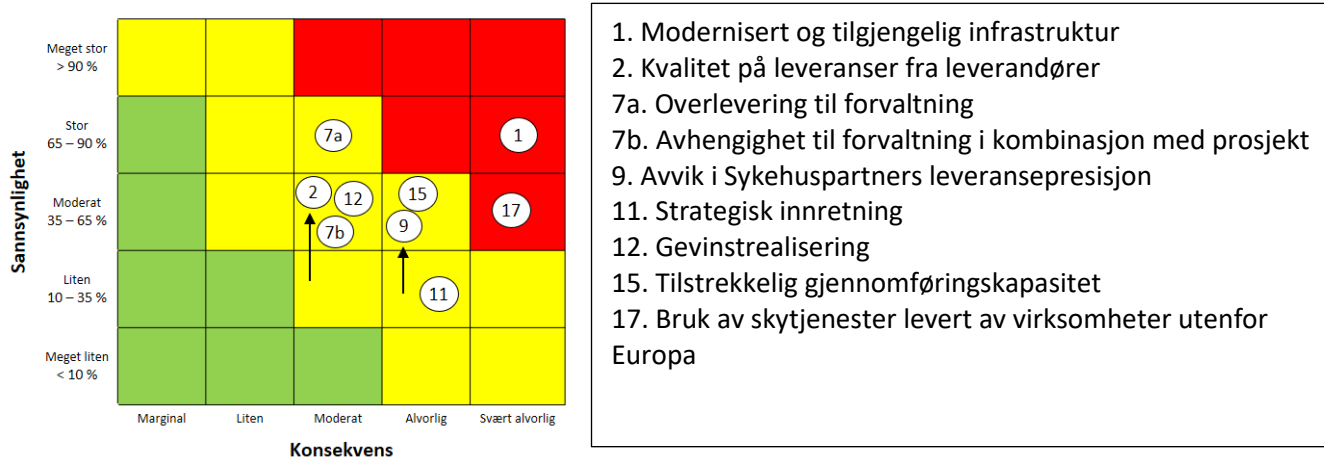 Sannsynlighet
Meget stor
> 90 %
Stor
65 – 90 %
7a
1
Moderat
35 – 65 %
2
12
15
17
7b
9
Liten
10 – 35 %
11
Meget liten
< 10 %
Marginal
Liten
Moderat
Alvorlig
Svært alvorlig
Konsekvens
1. Modernisert og tilgjengelig infrastruktur
2. Kvalitet på leveranser fra leverandører
7a. Overlevering til forvaltning
7b. Avhengighet til forvaltning i kombinasjon med prosjekt
9. Avvik i Sykehuspartners leveransepresisjon
11. Strategisk innretning
12. Gevinstrealisering
15. Tilstrekkelig gjennomføringskapasitet
17. Bruk av skytjenester levert av virksomheter utenfor
Europa